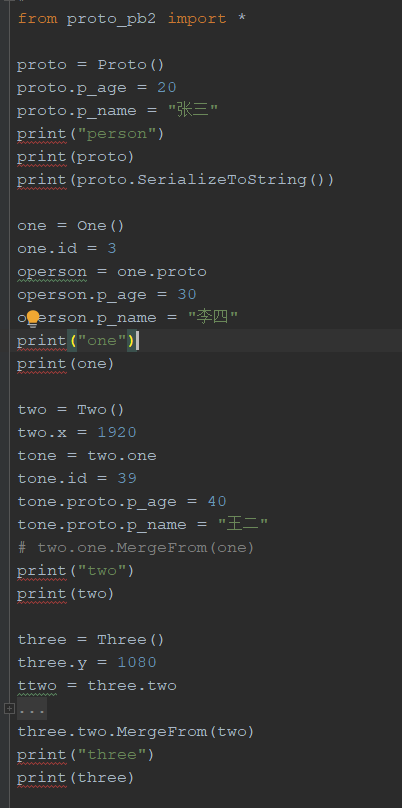 from proto_pb2 import *
proto = Proto()
proto.p_age = 20
proto.p_name = "张三"
print("person")
print(proto)
print(proto.SerializeToString())
one = One()
one.id = 3
operson = one.proto
operson.p_age = 30
operson.p_name = "李四"
print("one")
print(one)
two = Two()
two.x = 1920
tone = two.one
tone.id = 39
tone.proto.p_age = 40
tone.proto.p_name = "王二"
# two.one.MergeFrom(one)
print("two")
print(two)
three = Three()
three.y = 1080
ttwo = three.two
...
three.two.MergeFrom(two)
print("three")
print(three)